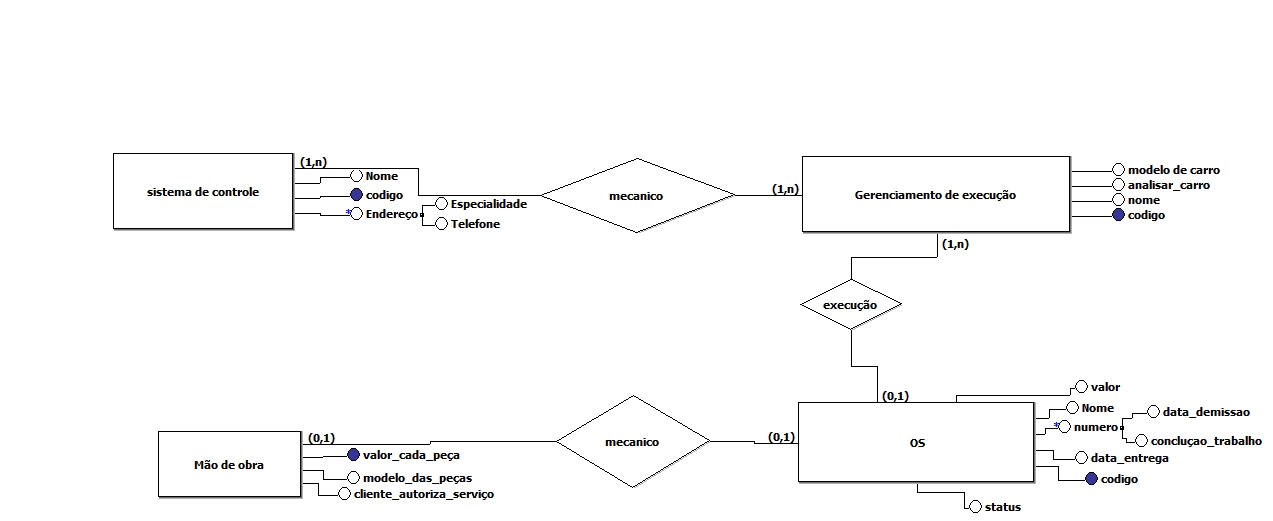 (1,n)
Nome
sistema de controle
codigo
* Endereço
Especialidade
Telefone
mecanico
(1,n)
Gerenciamento de execução
modelo de carro
analisar_carro
nome
codigo
(1,n)
execução
(0,1)
valor
Nome
* numero
data_demissao
concluçao_trabalho
OS
data_entrega
codigo
status
(0,1)
mecanico
(0,1)
Mão de obra
valor_cada_peça
modelo_das_peças
cliente_autoriza_serviço